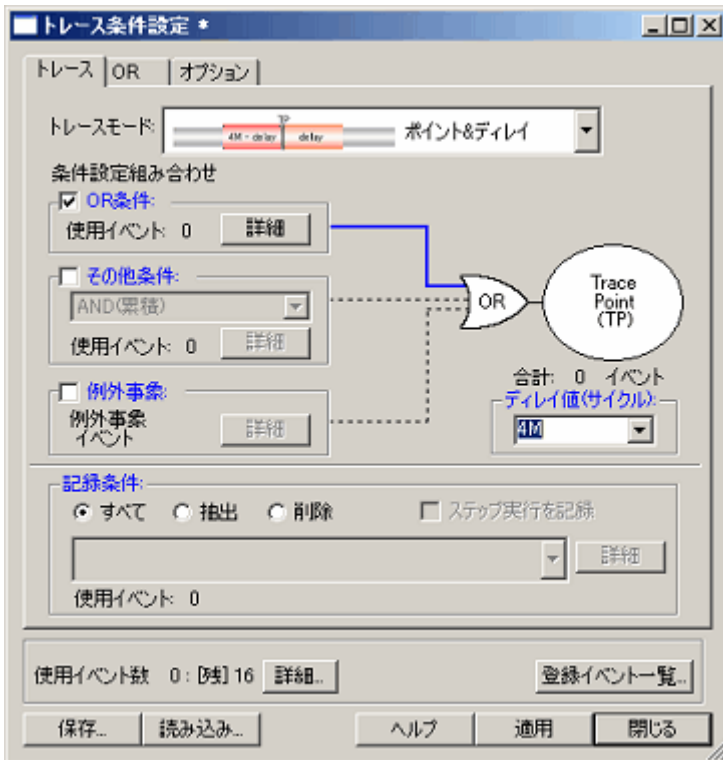 トレース条件設定 *
トレース OR オプション
トレースモード: TP 4M - delay delay ポイント&ディレイ
条件設定組み合わせ
OR条件:
使用イベント: 0 詳細
その他条件:
AND(累積)
使用イベント: 0 詳細
例外事象:
例外事象
イベント
詳細
OR
Trace
Point
(TP)
合計: 0 イベント
ディレイ値(サイクル):
4M
記録条件:
すべて 抽出 削除 ステップ実行を記録
詳細
使用イベント: 0
使用イベント数 0 : [残] 16 詳細... 登録イベント一覧...
保存... 読み込み... ヘルプ 適用 閉じる